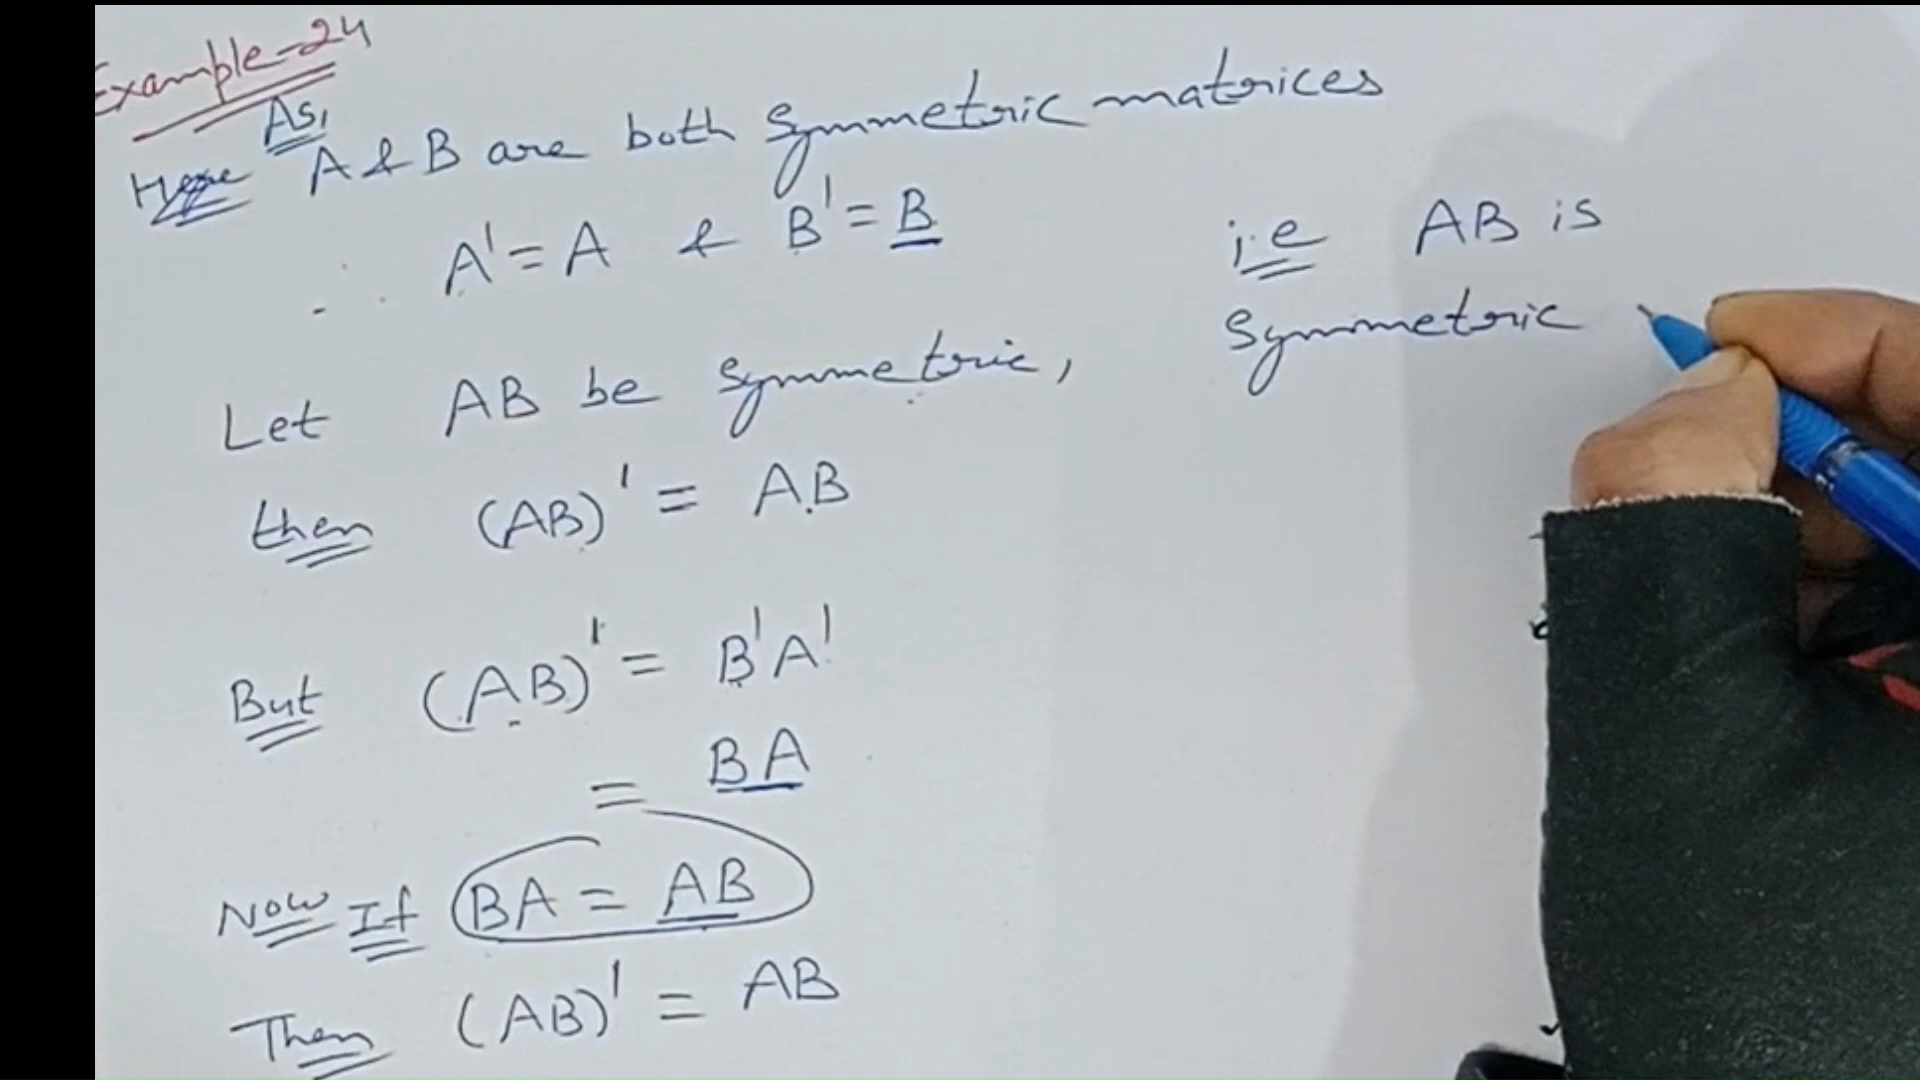 Example-24
As,
Here A & B are both Symmetric matrices
∴ A' = A & B' = B
Let AB be Symmetric,
then (AB)' = AB
But (AB)' = B'A'
= BA
Now If BA = AB
Then (AB)' = AB
i.e AB is
Symmetric